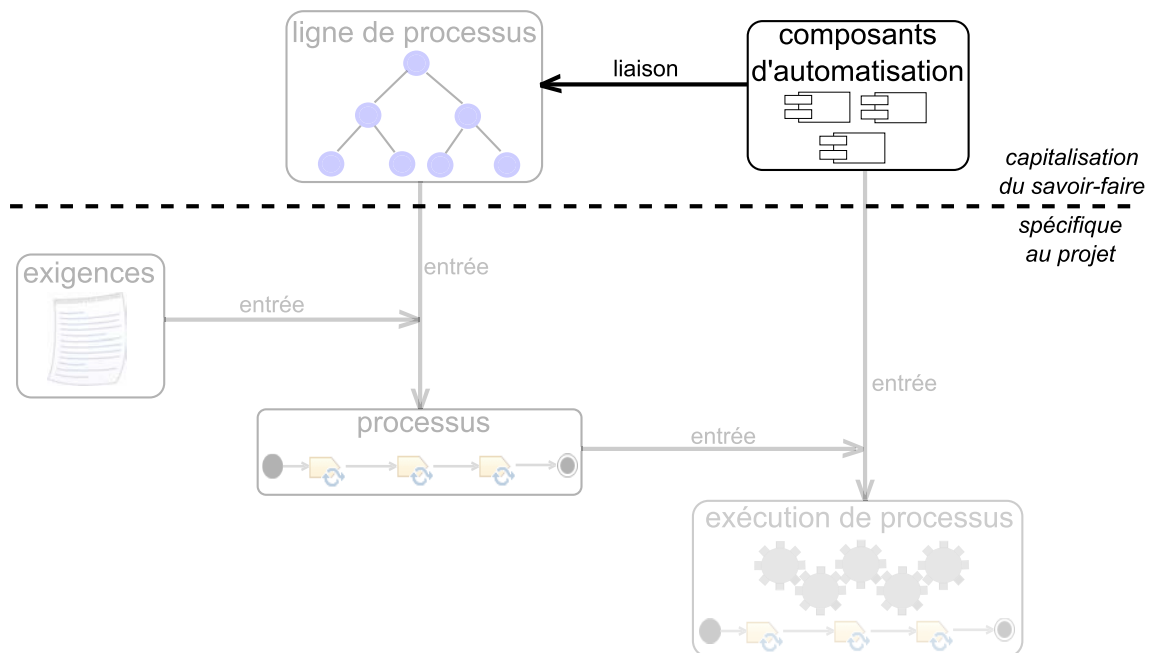 ligne de processus
composants
d'automatisation
liaison
capitalisation
du savoir-faire
spécifique
au projet
exigences
entrée
entrée
entrée
processus
entrée
exécution de processus